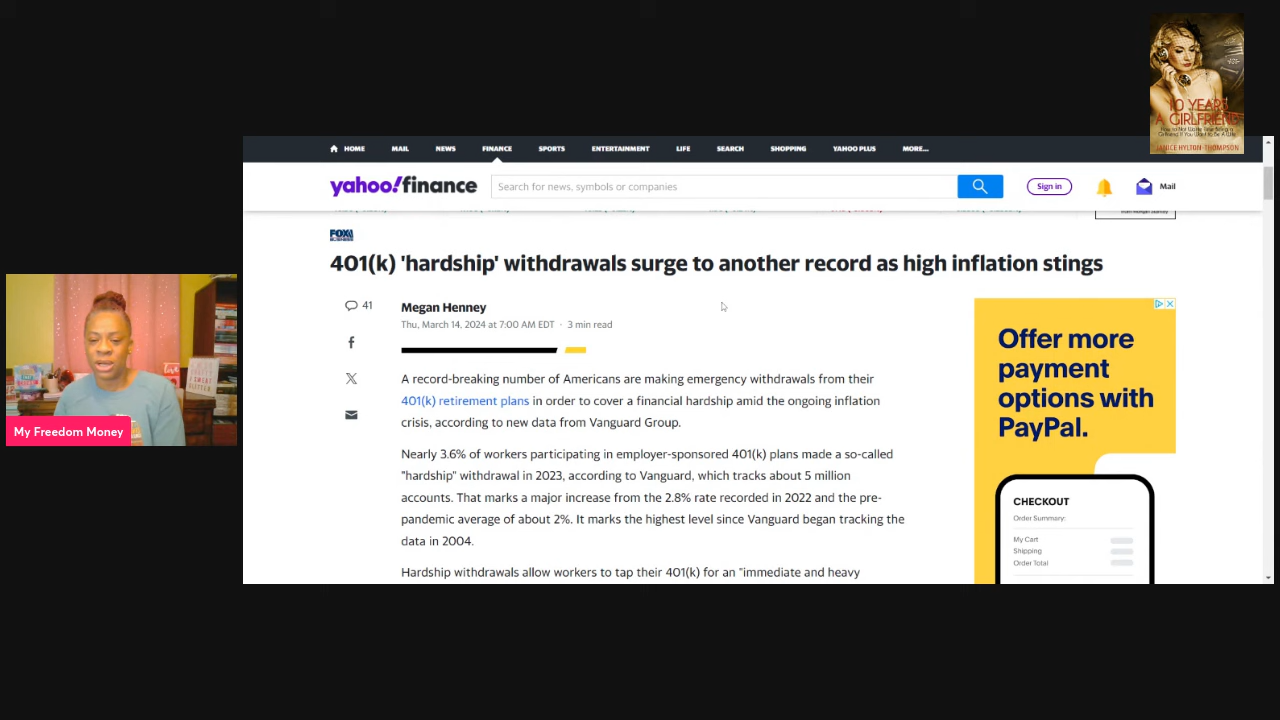 10 YEARS
A GIRLFRIEND
JANICE HYLTON-THOMPSON
HOME MAIL NEWS FINANCE SPORTS ENTERTAINMENT LIFE SEARCH SHOPPING YAHOO PLUS MORE...
yahoo!finance
Search for news, symbols or companies
Sign in
Mail
FOX
BUSINESS
401(k) 'hardship' withdrawals surge to another record as high inflation stings
41
Megan Henney
Thu, March 14, 2024 at 7:00 AM EDT · 3 min read
A record-breaking number of Americans are making emergency withdrawals from their
401(k) retirement plans in order to cover a financial hardship amid the ongoing inflation
crisis, according to new data from Vanguard Group.
Nearly 3.6% of workers participating in employer-sponsored 401(k) plans made a so-called
"hardship" withdrawal in 2023, according to Vanguard, which tracks about 5 million
accounts. That marks a major increase from the 2.8% rate recorded in 2022 and the pre-
pandemic average of about 2%. It marks the highest level since Vanguard began tracking the
data in 2004.
Hardship withdrawals allow workers to tap their 401(k) for an "immediate and heavy
Offer more
payment
options with
PayPal.
CHECKOUT
Order Summary:
My Cart
Shipping
Order Total
My Freedom Money